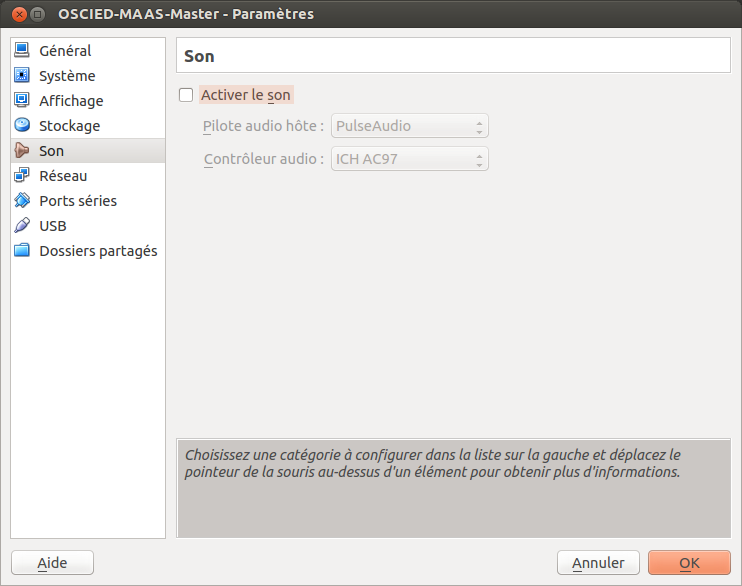 OSCIED-MAAS-Master - Paramètres
Général
Système
Affichage
Stockage
Son
Réseau
Ports séries
USB
Dossiers partagés
Son
Activer le son
Pilote audio hôte : PulseAudio
Contrôleur audio : ICH AC97
Choisissez une catégorie à configurer dans la liste sur la gauche et déplacez le
pointeur de la souris au-dessus d'un élément pour obtenir plus d'informations.
Aide
Annuler
OK